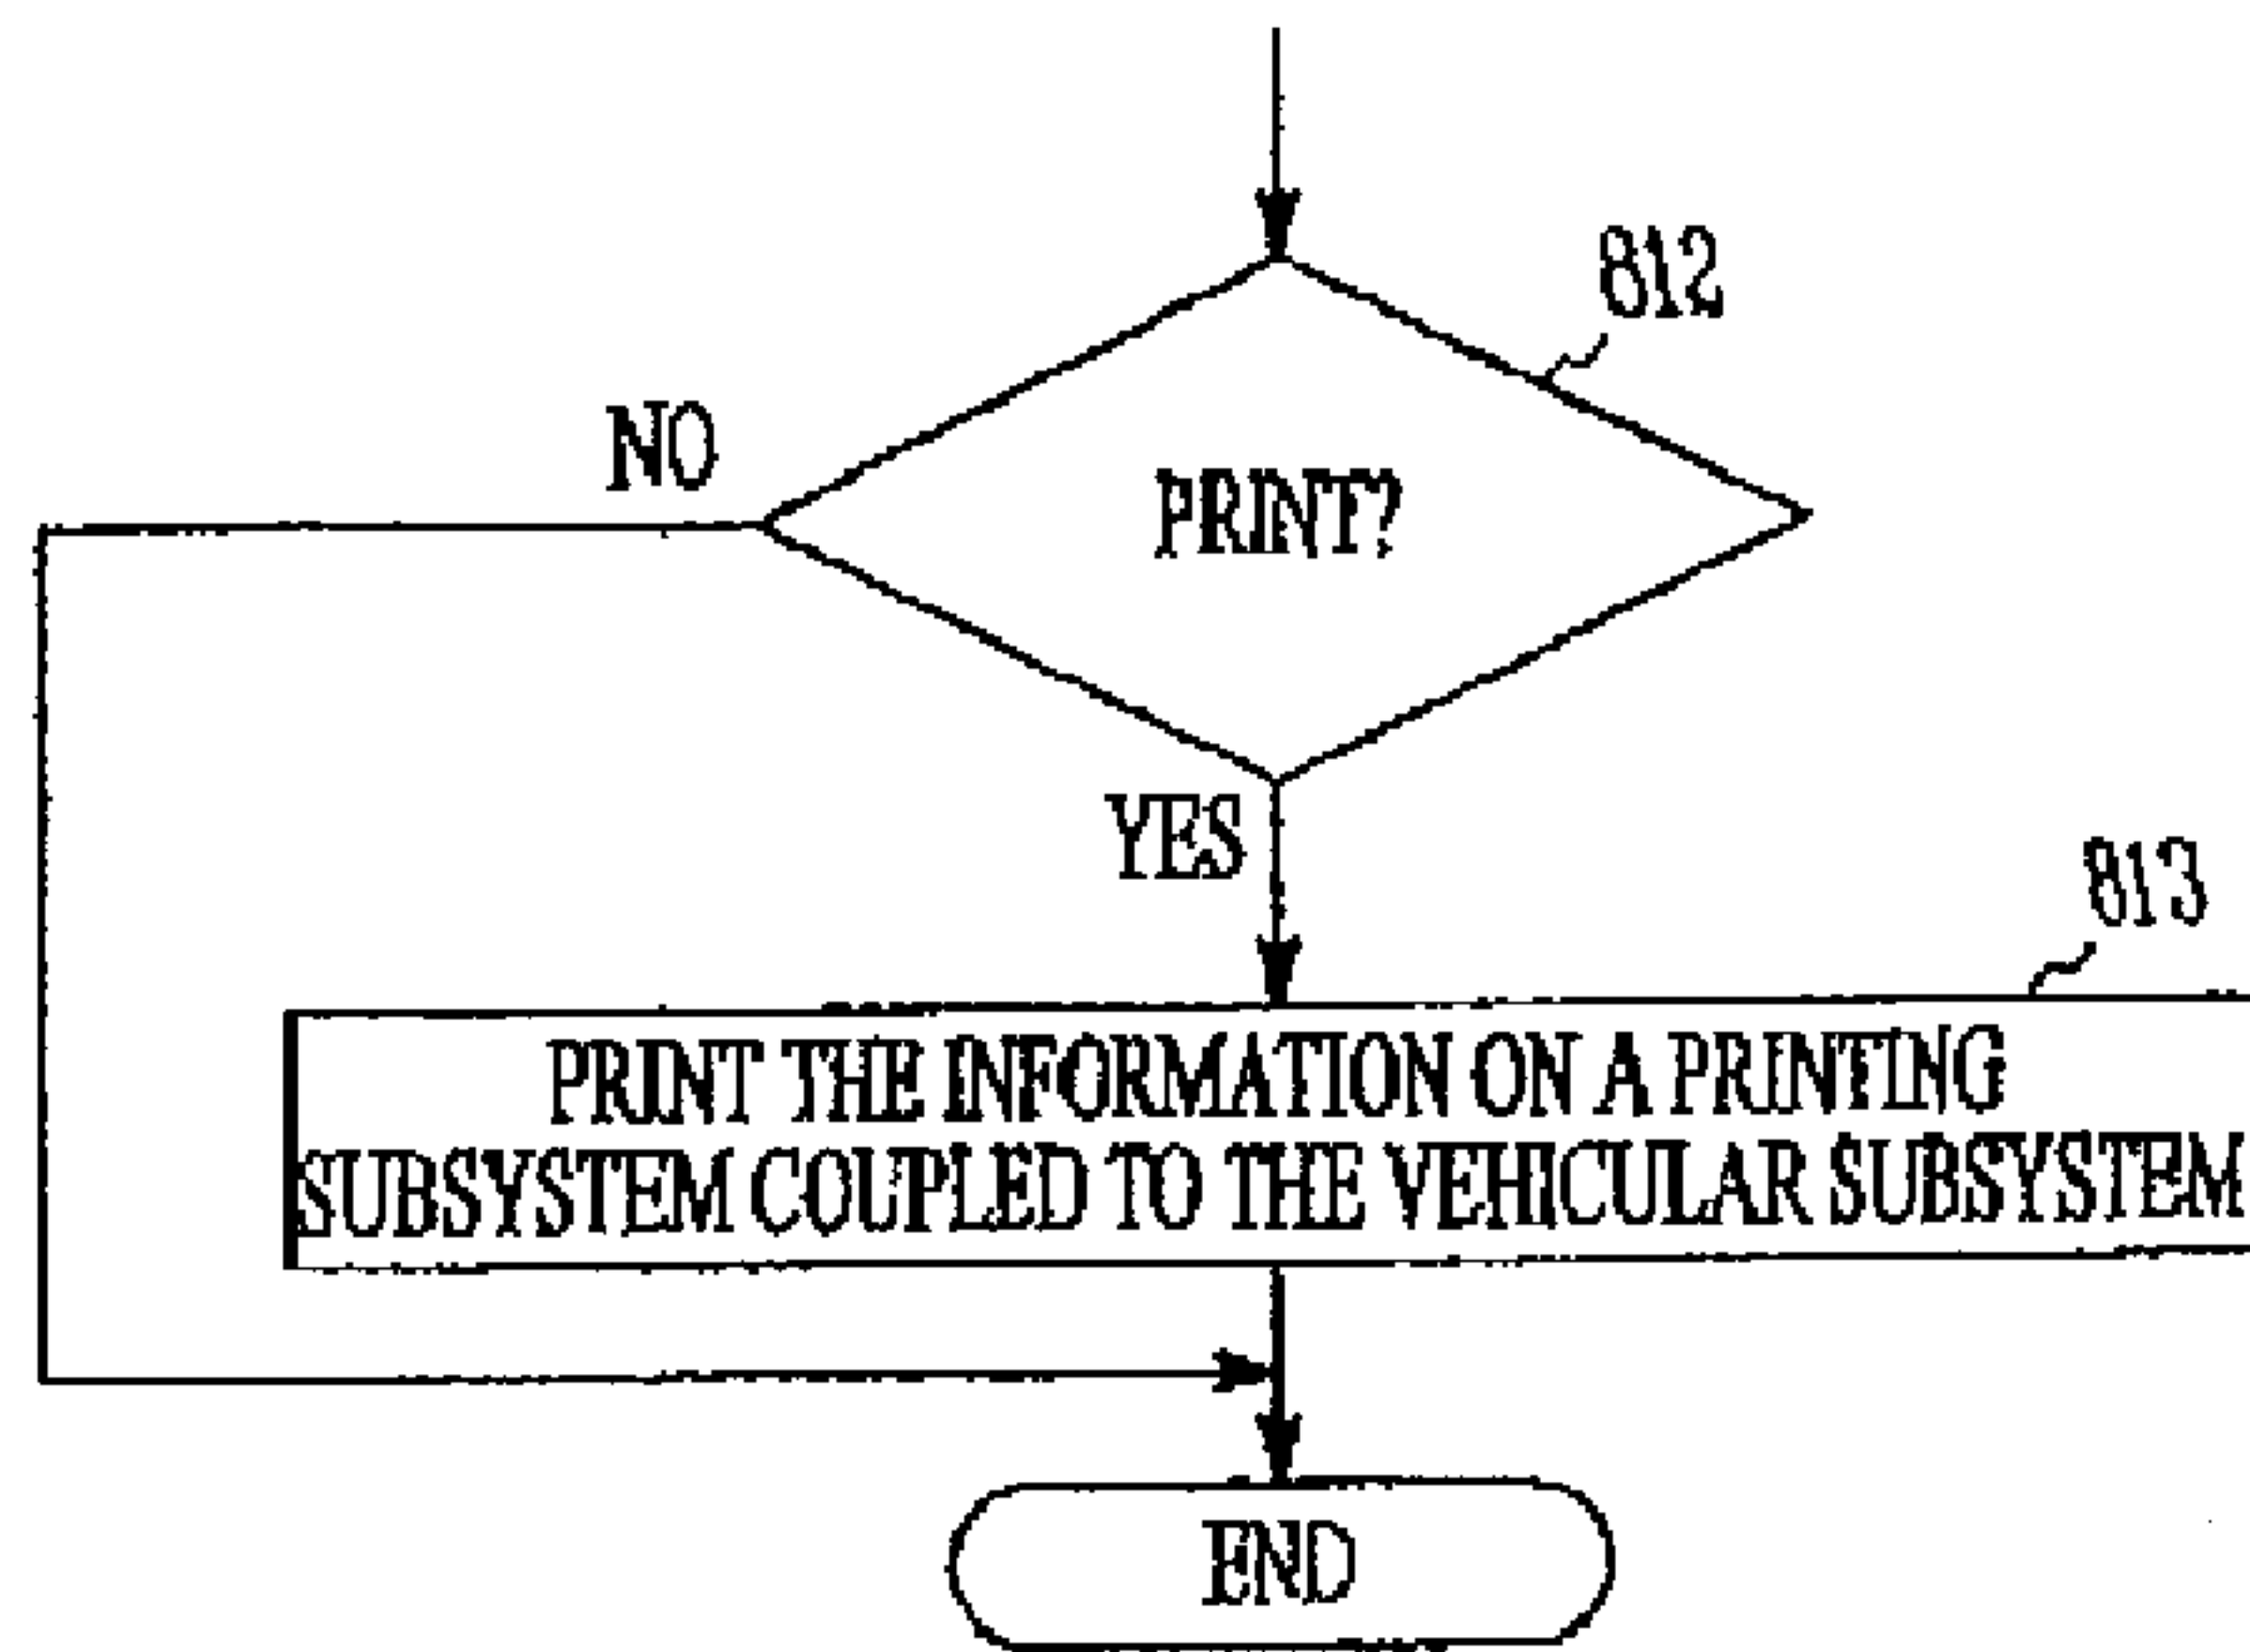 812
NO
PRINT?
YES
813
PRINT THE INFORMATION ON A PRINTING
SUBSYSTEM COUPLED TO THE VEHICULAR SUBSYSTEM
END